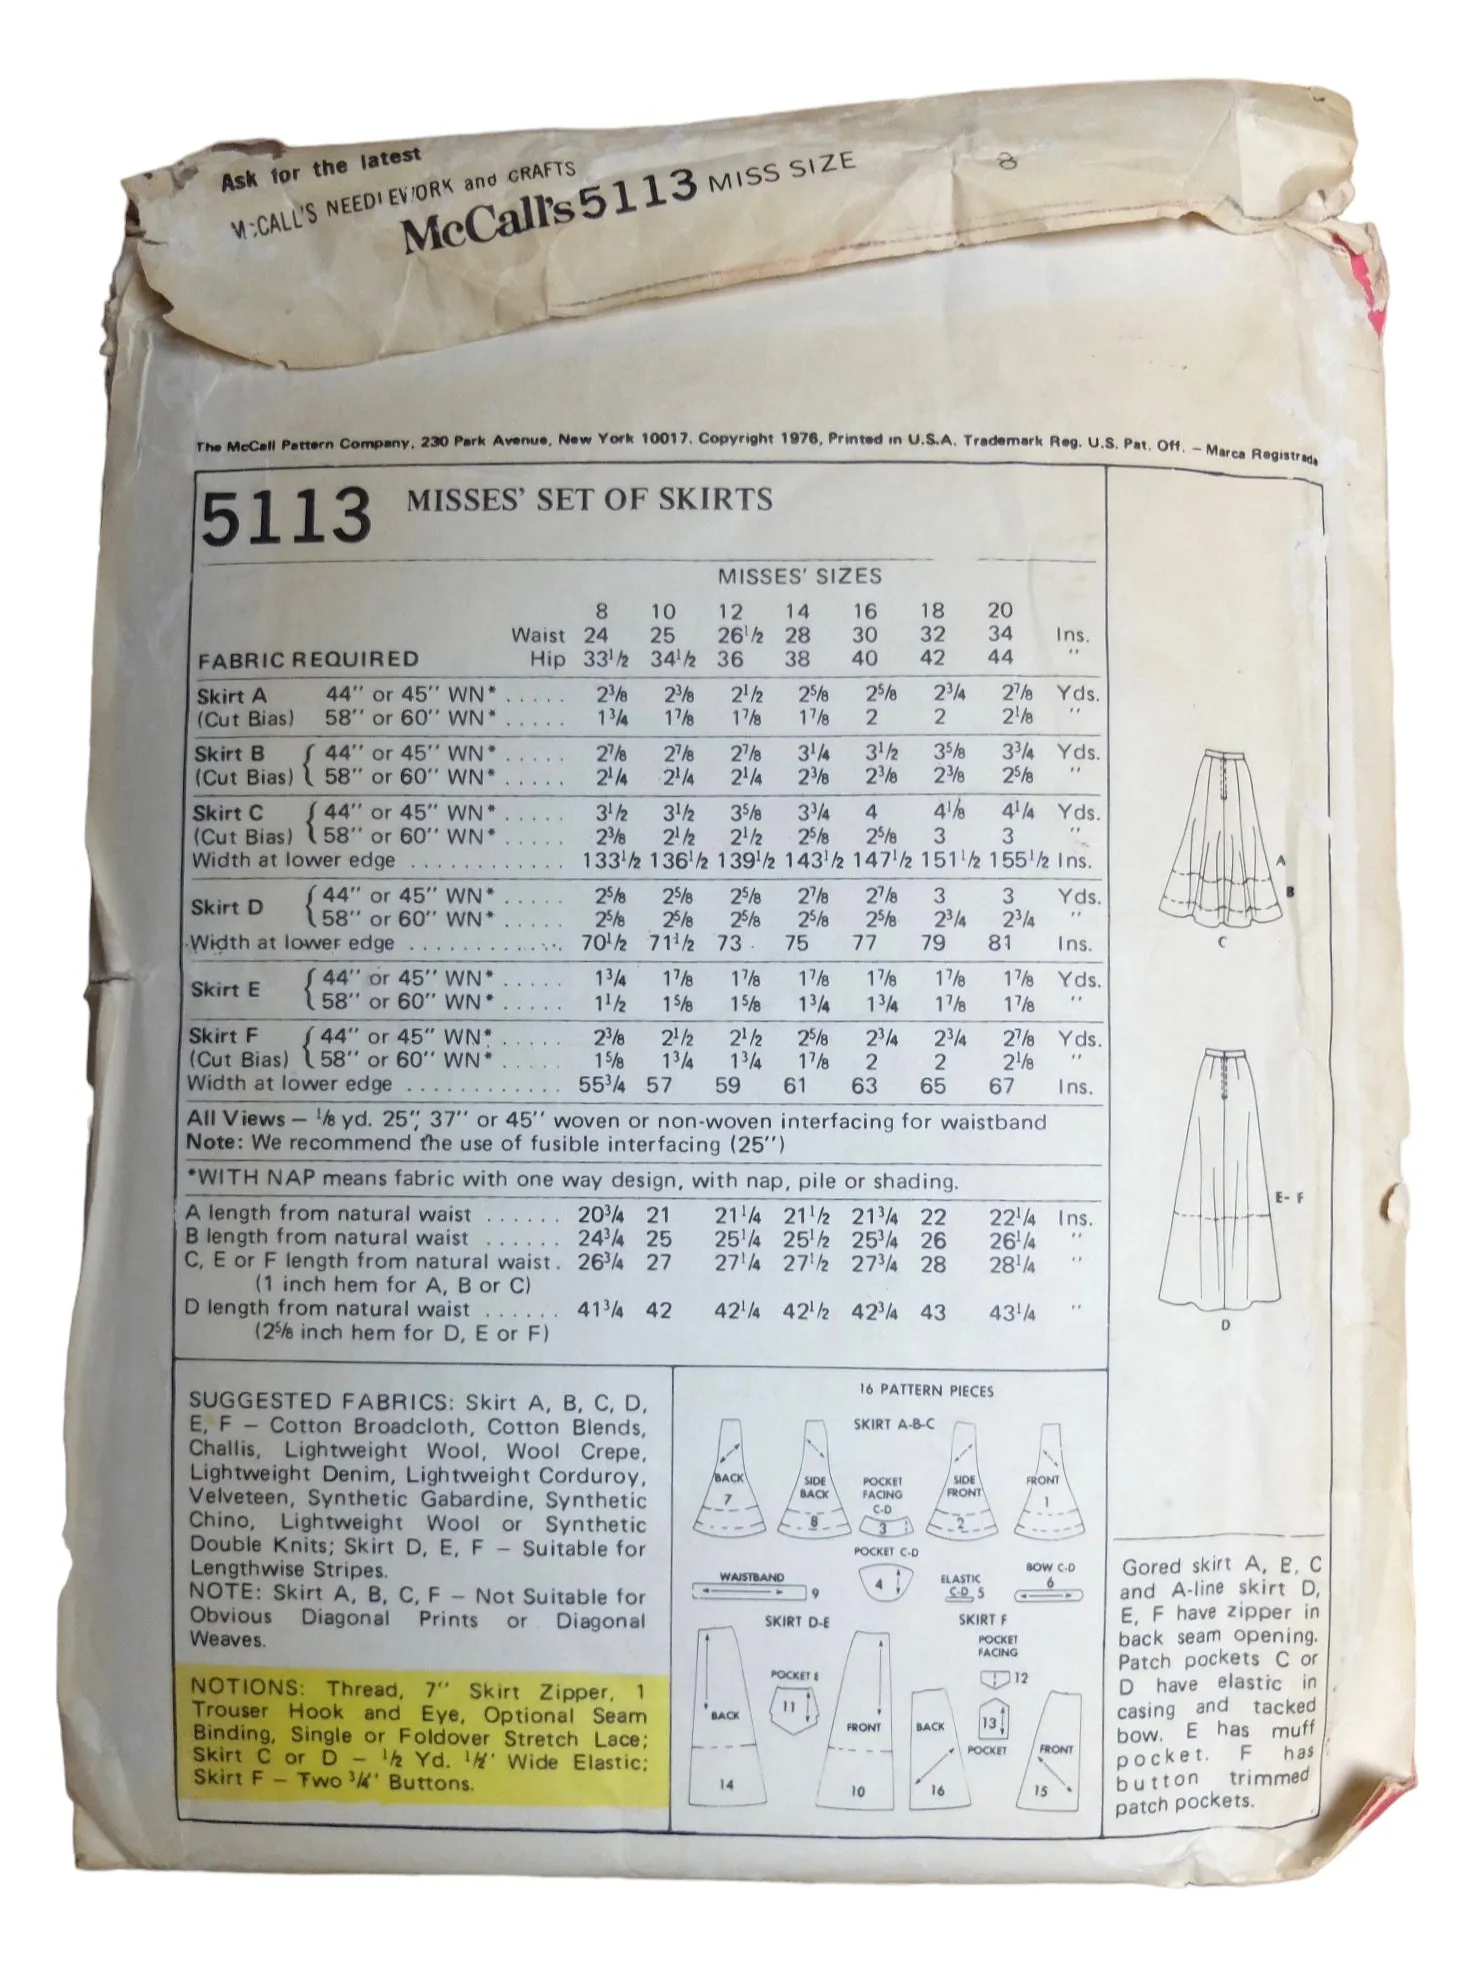 Ask for the latest
McCALL'S NEEDLEWORK and CRAFTS
McCall's 5113 MISS SIZE 8
The McCall Pattern Company, 230 Park Avenue, New York 10017. Copyright 1976, Printed in U.S.A. Trademark Reg. U.S. Pat. Off. – Marca Registrada
5113 MISSES' SET OF SKIRTS
MISSES' SIZES
8 10 12 14 16 18 20
Waist 24 25 26½ 28 30 32 34 Ins.
FABRIC REQUIRED Hip 33½ 34½ 36 38 40 42 44 "
Skirt A 44" or 45" WN* ..... 2⅜ 2⅜ 2½ 2⅝ 2⅝ 2¾ 2⅞ Yds.
(Cut Bias) 58" or 60" WN* ..... 1¾ 1⅞ 1⅞ 1⅞ 2 2 2⅛ "
Skirt B { 44" or 45" WN* ..... 2⅞ 2⅞ 2⅞ 3¼ 3½ 3⅝ 3¾ Yds.
(Cut Bias) 58" or 60" WN* ..... 2¼ 2¼ 2¼ 2⅜ 2⅜ 2⅜ 2⅝ "
Skirt C { 44" or 45" WN* ..... 3½ 3½ 3⅝ 3¾ 4 4⅛ 4¼ Yds.
(Cut Bias) 58" or 60" WN* ..... 2⅜ 2½ 2½ 2⅝ 2⅝ 3 3 "
Width at lower edge ............ 133½ 136½ 139½ 143½ 147½ 151½ 155½ Ins.
Skirt D { 44" or 45" WN* ..... 2⅝ 2⅝ 2⅝ 2⅞ 2⅞ 3 3 Yds.
58" or 60" WN* ..... 2⅝ 2⅝ 2⅝ 2⅝ 2⅝ 2¾ 2¾ "
Width at lower edge ............ 70½ 71½ 73 75 77 79 81 Ins.
Skirt E { 44" or 45" WN* ..... 1¾ 1⅞ 1⅞ 1⅞ 1⅞ 1⅞ 1⅞ Yds.
58" or 60" WN* ..... 1½ 1⅝ 1⅝ 1¾ 1¾ 1⅞ 1⅞ "
Skirt F { 44" or 45" WN* ..... 2⅜ 2½ 2½ 2⅝ 2¾ 2¾ 2⅞ Yds.
(Cut Bias) 58" or 60" WN* ..... 1⅝ 1¾ 1¾ 1⅞ 2 2 2⅛ "
Width at lower edge ............ 55¾ 57 59 61 63 65 67 Ins.
All Views – ⅛ yd. 25", 37" or 45" woven or non-woven interfacing for waistband
Note: We recommend the use of fusible interfacing (25")
*WITH NAP means fabric with one way design, with nap, pile or shading.
A length from natural waist ...... 20¾ 21 21¼ 21½ 21¾ 22 22¼ Ins.
B length from natural waist ...... 24¾ 25 25¼ 25½ 25¾ 26 26¼ "
C, E or F length from natural waist. 26¾ 27 27¼ 27½ 27¾ 28 28¼ "
(1 inch hem for A, B or C)
D length from natural waist ...... 41¾ 42 42¼ 42½ 42¾ 43 43¼ "
(2⅝ inch hem for D, E or F)
A
B
C
E- F
D
SUGGESTED FABRICS: Skirt A, B, C, D,
E, F – Cotton Broadcloth, Cotton Blends,
Challis, Lightweight Wool, Wool Crepe,
Lightweight Denim, Lightweight Corduroy,
Velveteen, Synthetic Gabardine, Synthetic
Chino, Lightweight Wool or Synthetic
Double Knits; Skirt D, E, F – Suitable for
Lengthwise Stripes.
NOTE: Skirt A, B, C, F – Not Suitable for
Obvious Diagonal Prints or Diagonal
Weaves.
NOTIONS: Thread, 7" Skirt Zipper, 1
Trouser Hook and Eye, Optional Seam
Binding, Single or Foldover Stretch Lace;
Skirt C or D – ½ Yd. ½" Wide Elastic;
Skirt F – Two ¾" Buttons.
16 PATTERN PIECES
SKIRT A-B-C
BACK
7
SIDE
BACK
8
POCKET
FACING
C-D
3
SIDE
FRONT
2
FRONT
1
WAISTBAND
9
POCKET C-D
4
ELASTIC
C-D 5
BOW C-D
6
SKIRT D-E
BACK
14
POCKET E
11
FRONT
10
SKIRT F
POCKET
FACING
12
BACK
16
13
POCKET
FRONT
15
Gored skirt A, E, C
and A-line skirt D,
E, F have zipper in
back seam opening.
Patch pockets C or
D have elastic in
casing and tacked
bow. E has muff
pocket. F has
button trimmed
patch pockets.